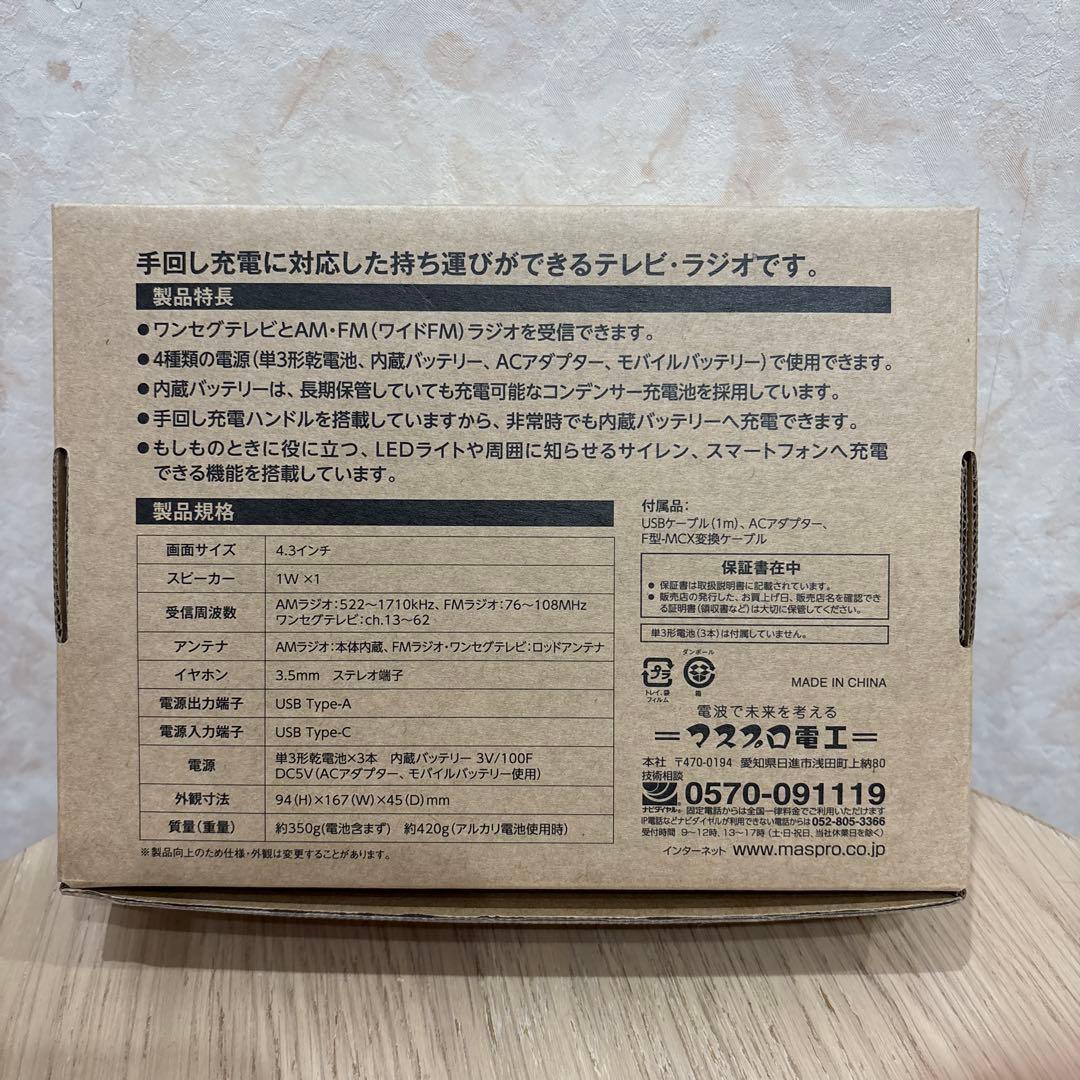 手回し充電に対応した持ち運びができるテレビ・ラジオです。
製品特長
●ワンセグテレビとAM・FM（ワイドFM）ラジオを受信できます。
●4種類の電源（単3形乾電池、内蔵バッテリー、ACアダプター、モバイルバッテリー）で使用できます。
●内蔵バッテリーは、長期保管していても充電可能なコンデンサー充電池を採用しています。
●手回し充電ハンドルを搭載していますから、非常時でも内蔵バッテリーへ充電できます。
●もしものときに役に立つ、LEDライトや周囲に知らせるサイレン、スマートフォンへ充電
できる機能を搭載しています。
製品規格
画面サイズ 4.3インチ
スピーカー 1W ×1
受信周波数 AMラジオ：522〜1710kHz、FMラジオ：76〜108MHz
ワンセグテレビ：ch.13〜62
アンテナ AMラジオ：本体内蔵、FMラジオ・ワンセグテレビ：ロッドアンテナ
イヤホン 3.5mm ステレオ端子
電源出力端子 USB Type-A
電源入力端子 USB Type-C
電源 単3形乾電池×3本 内蔵バッテリー 3V/100F
DC5V（ACアダプター、モバイルバッテリー使用）
外観寸法 94(H)×167(W)×45(D)mm
質量（重量） 約350g(電池含まず) 約420g(アルカリ電池使用時)
※製品向上のため仕様・外観は変更することがあります。
付属品：
USBケーブル（1m）、ACアダプター、
F型-MCX変換ケーブル
保証書在中
● 保証書は取扱説明書に記載されています。
● 販売店の発行した、お買上げ日、販売店名を確認でき
る証明書（領収書など）は大切に保管してください。
単3形電池（3本）は付属していません。
プラ
トレイ、袋
フィルム
ダンボール
箱
MADE IN CHINA
電波で未来を考える
マスプロ電工
本社 〒470-0194 愛知県日進市浅田町上納80
技術相談
ナビダイヤル® 0570-091119
固定電話からは全国一律料金でご利用いただけます
IP電話などナビダイヤルが利用できない電話からは 052-805-3366
受付時間 9〜12時、13〜17時（土・日・祝日、当社休業日を除く）
インターネット www.maspro.co.jp